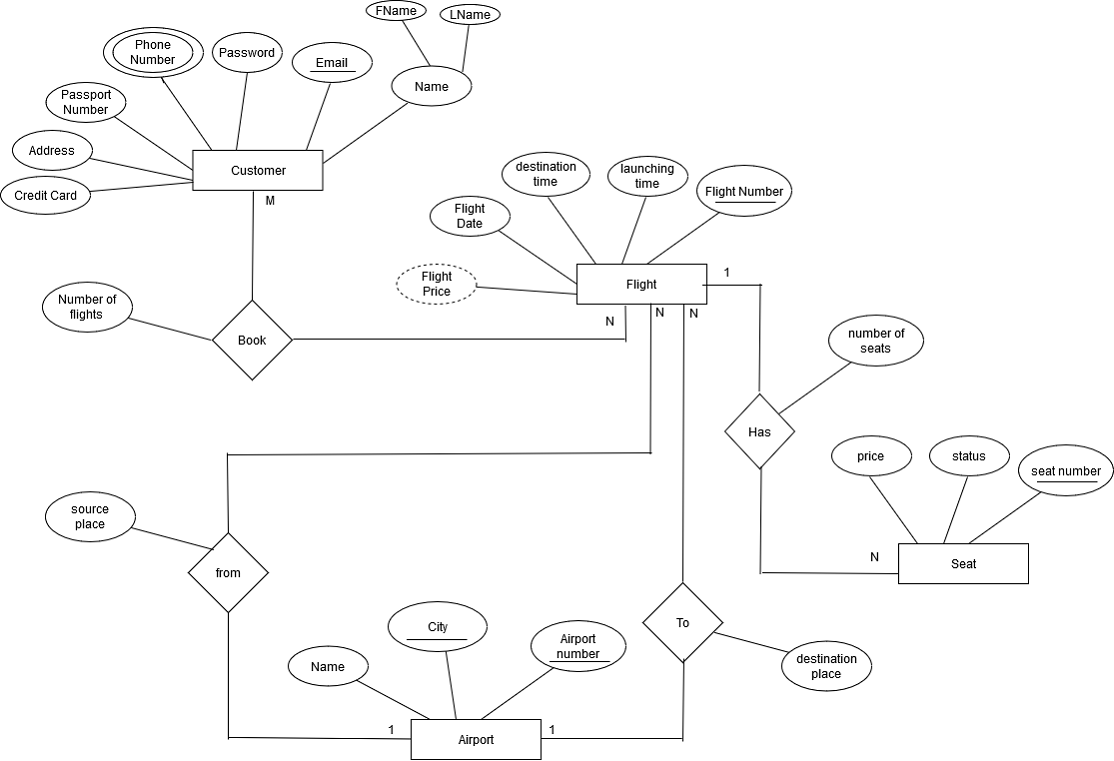 FName
LName
Phone
Number
Password
Email
Name
Passport
Number
Address
Credit Card
Customer
M
destination
time
launching
time
Flight Number
Flight
Date
Flight
Price
Flight
1
N
N
N
Number of
flights
Book
number of
seats
Has
price
status
seat number
N
Seat
source
place
from
To
City
Airport
number
Name
destination
place
1
1
Airport